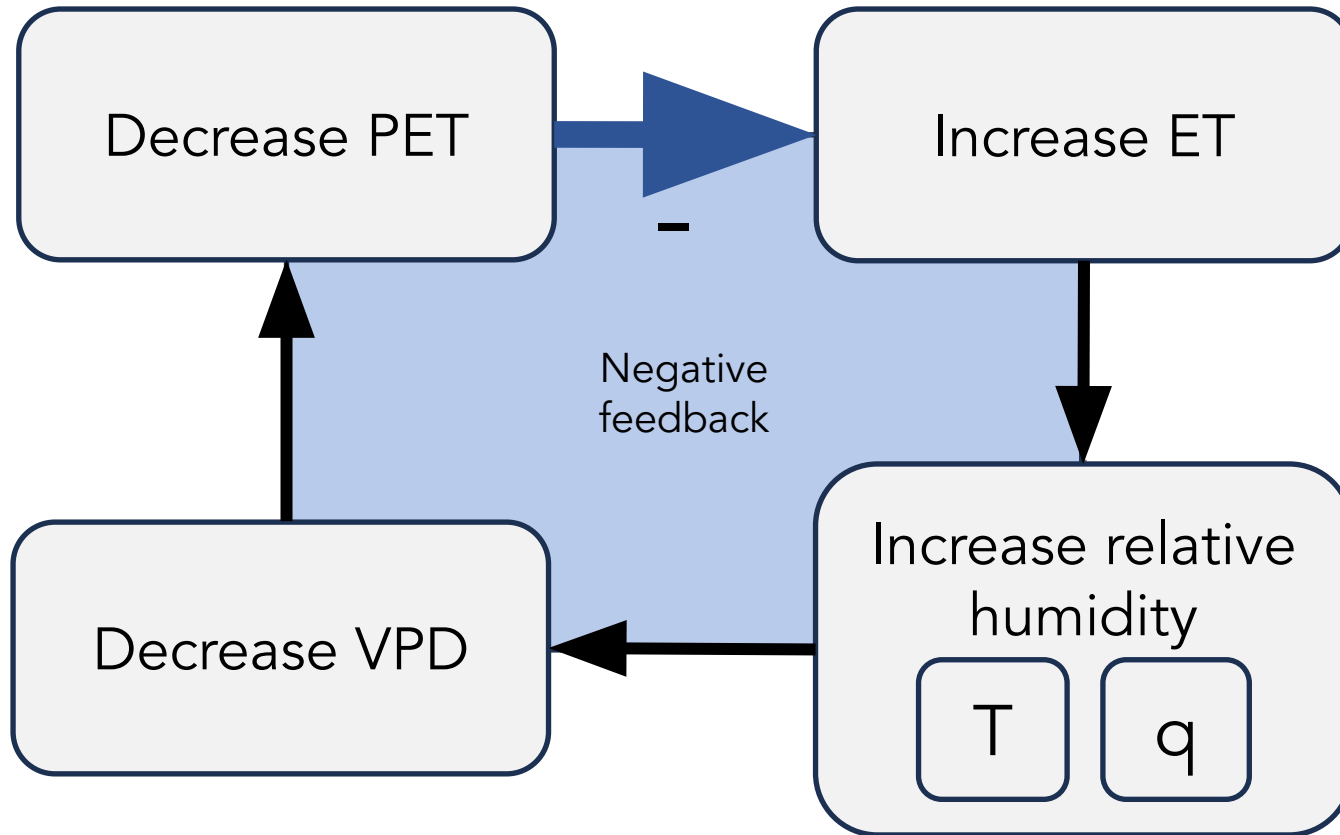 Decrease PET
Increase ET
-
Negative
feedback
Decrease VPD
Increase relative
humidity
T
q